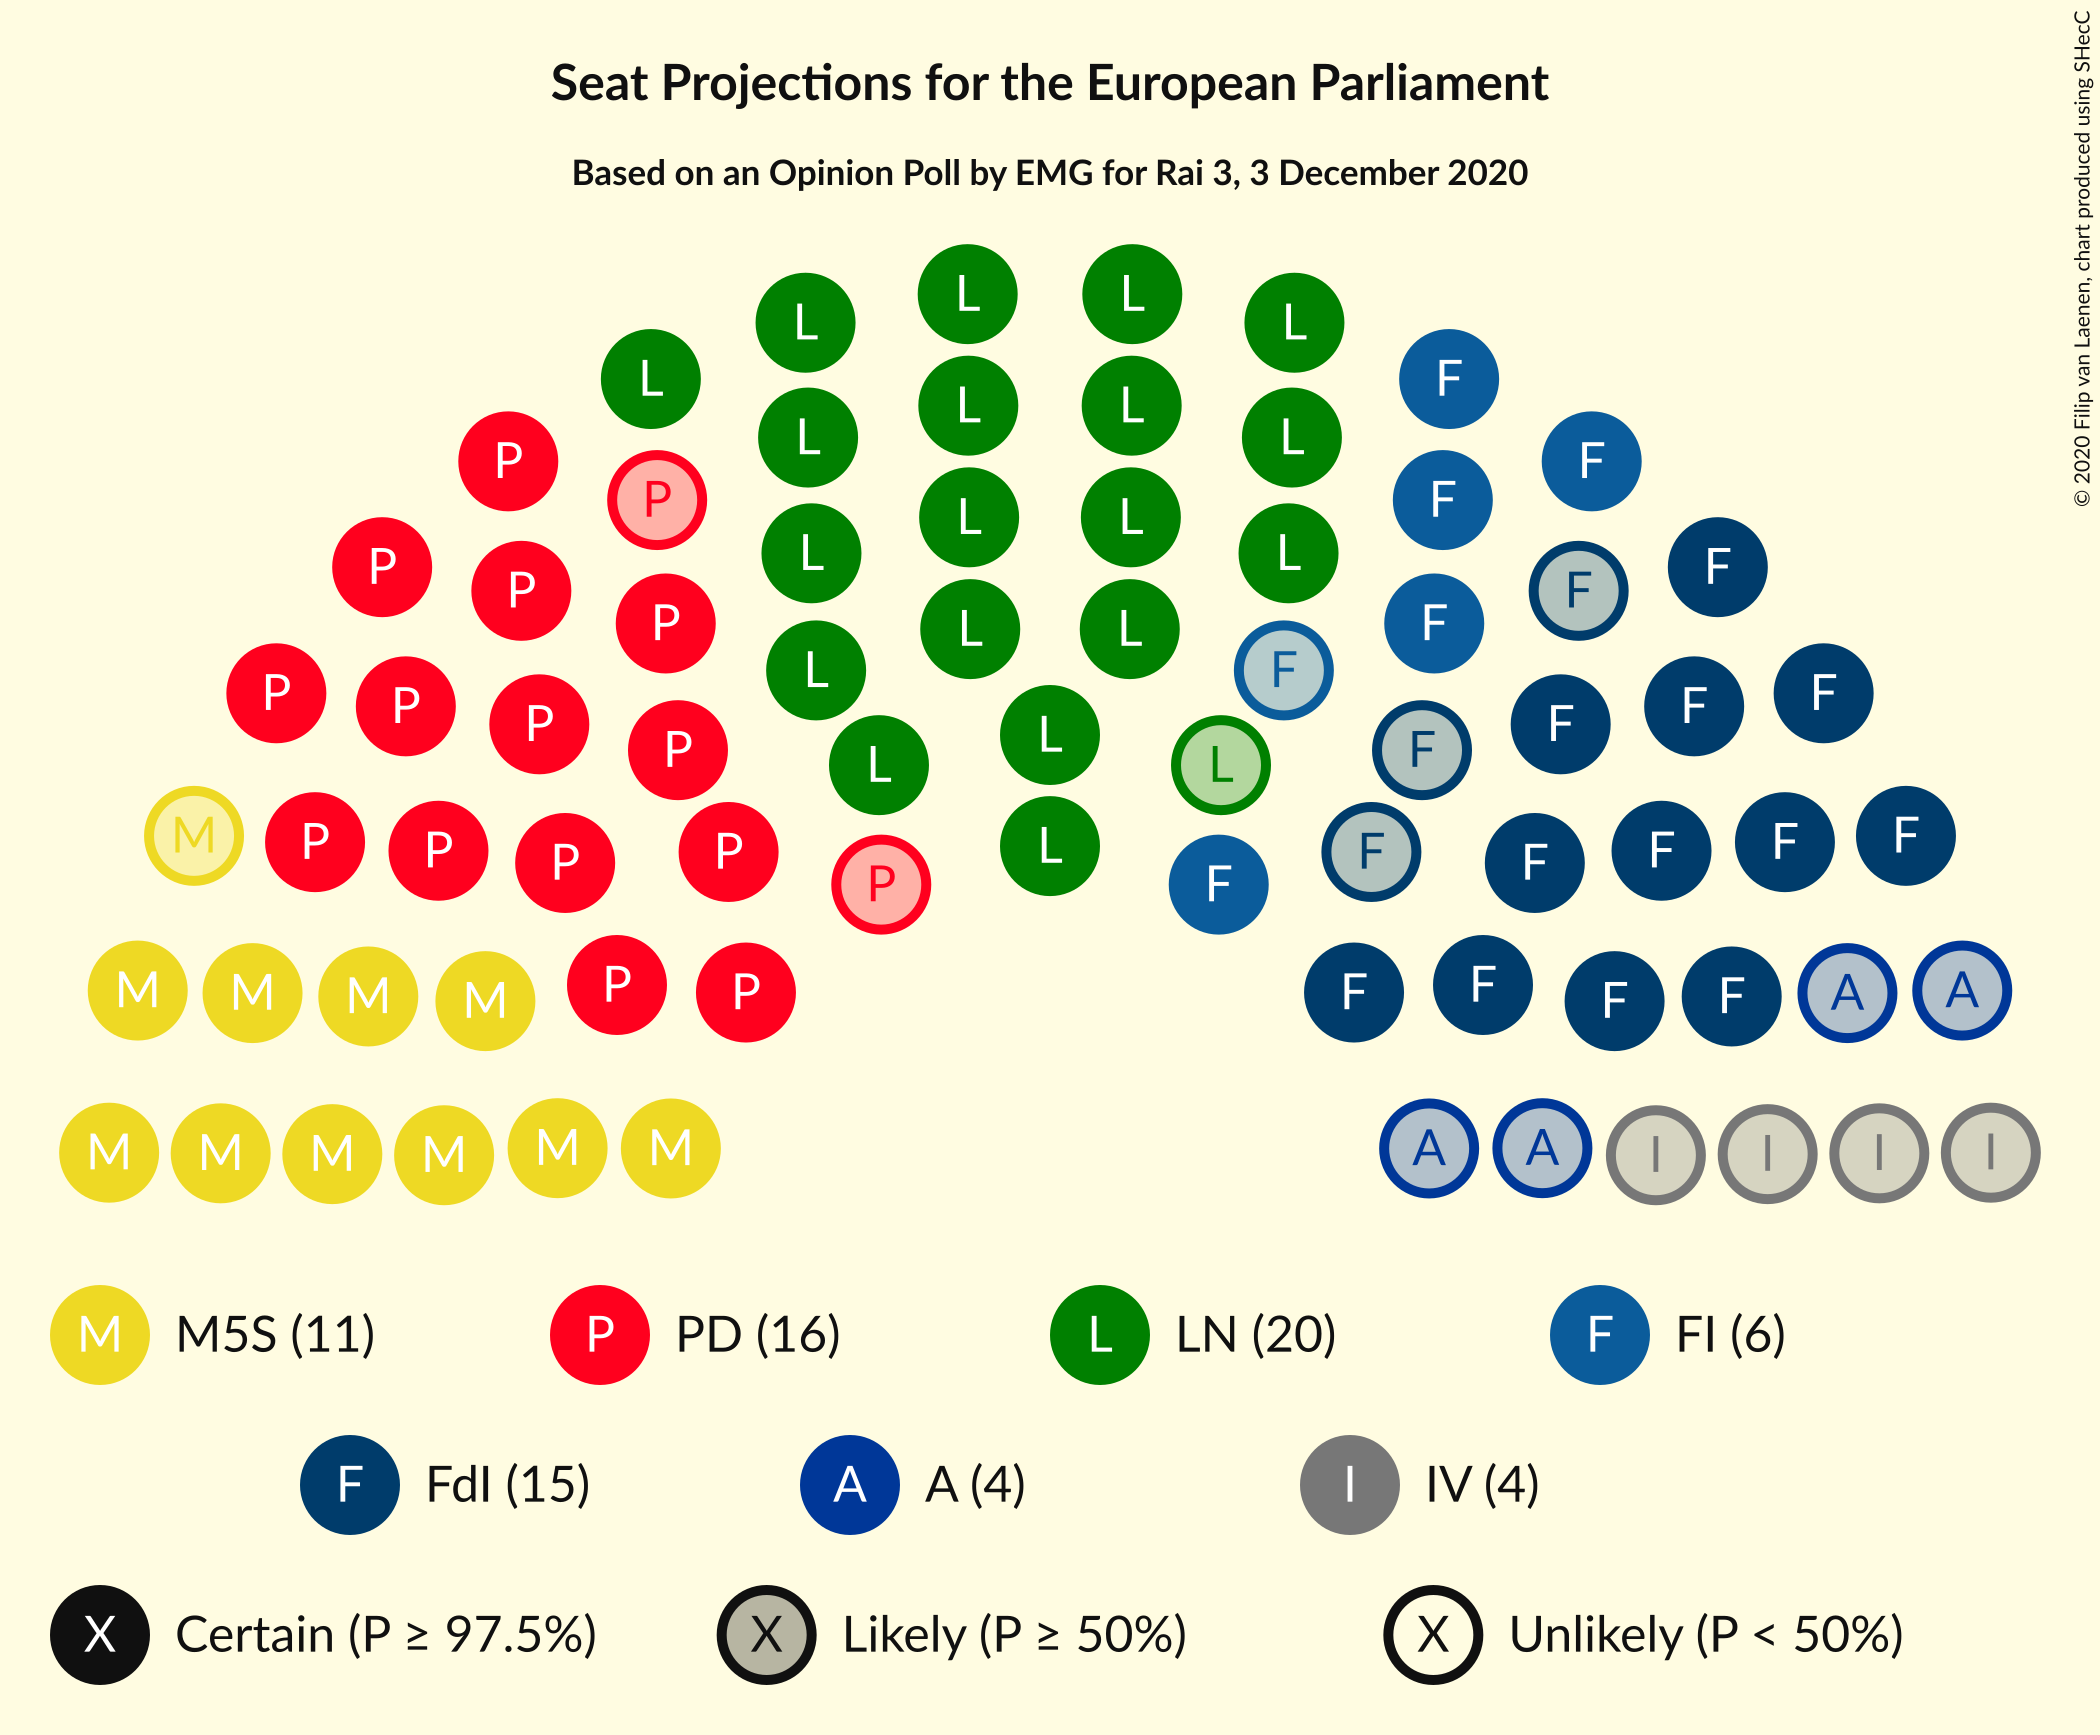 Seat Projections for the European Parliament
Based on an Opinion Poll by EMG for Rai 3, 3 December 2020
© 2020 Filip van Laenen, chart produced using SHecC
L L
L L
L F
L L
P L L F
P F
L L
P L L F
P P F F
P L L F
L L
P P P L F F F F
L
P P L L F F
M P P P P P L F F F F F F
M M M M P P F F F F A A
M M M M M M A A I I I I
M M5S (11) P PD (16) L LN (20) F FI (6)
F FdI (15) A A (4) I IV (4)
X Certain (P ≥ 97.5%) X Likely (P ≥ 50%) X Unlikely (P < 50%)